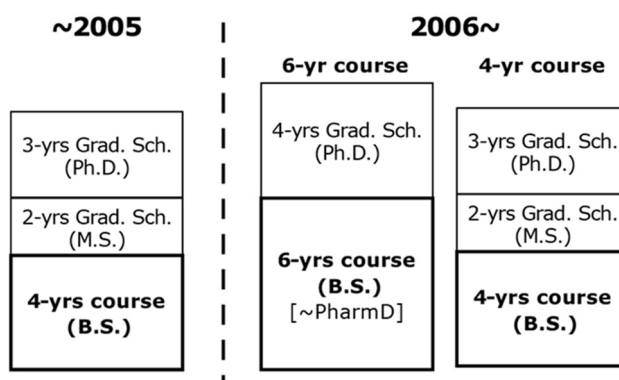 ~2005
3-yrs Grad. Sch.
(Ph.D.)
2-yrs Grad. Sch.
(M.S.)
4-yrs course
(B.S.)
2006~
6-yr course
4-yrs Grad. Sch.
(Ph.D.)
6-yrs course
(B.S.)
[~PharmD]
4-yr course
3-yrs Grad. Sch.
(Ph.D.)
2-yrs Grad. Sch.
(M.S.)
4-yrs course
(B.S.)